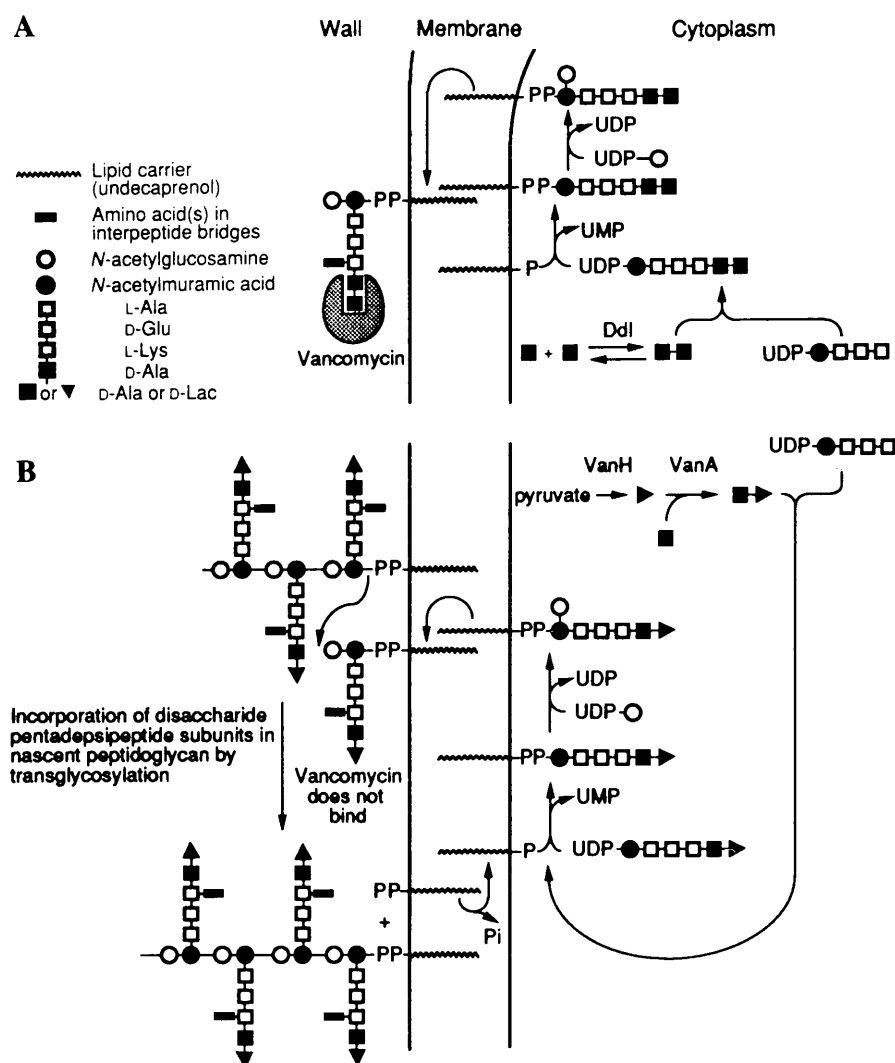 A
Wall
Membrane
Cytoplasm
PP
UDP
UDP
PP
UMP
P
UDP
Ddl
+
UDP
PP
Vancomycin
Lipid carrier
(undecaprenol)
Amino acid(s) in
interpeptide bridges
N-acetylglucosamine
N-acetylmuramic acid
L-Ala
D-Glu
L-Lys
D-Ala
or
D-Ala or D-Lac
B
UDP
VanH
VanA
pyruvate
PP
PP
PP
UDP
UDP
PP
UMP
P
UDP
Incorporation of disaccharide
pentadepsipeptide subunits in
nascent peptidoglycan by
transglycosylation
Vancomycin
does not
bind
PP
+
Pi
PP